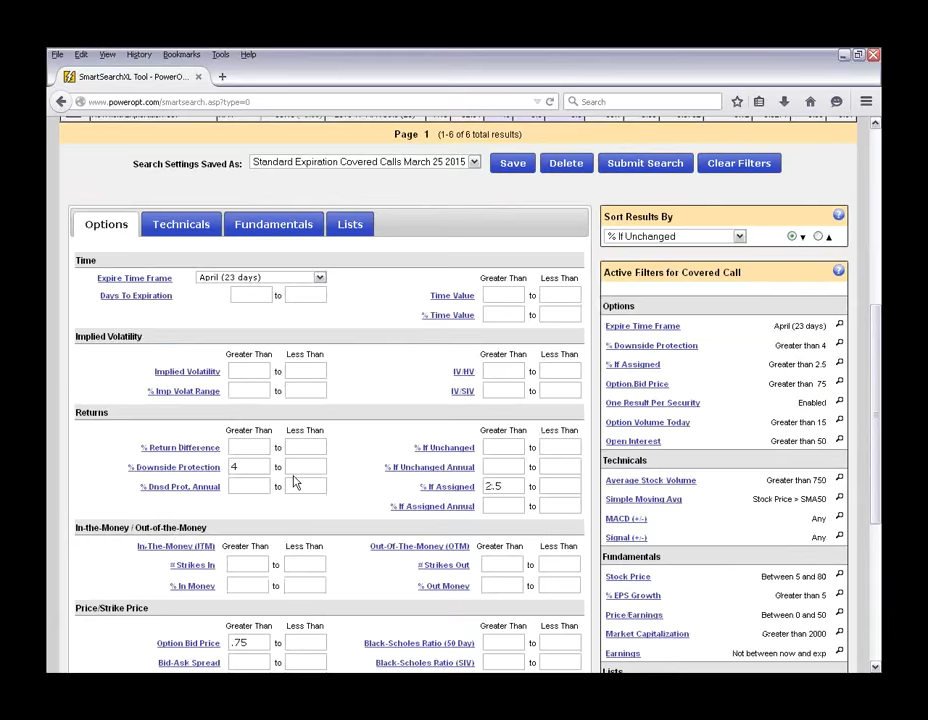 File Edit View History Bookmarks Tools Help
SmartSearchXL Tool - PowerO... × +
www.poweropt.com/smartsearch.asp?type=0 Search
Page 1 (1-6 of 6 total results)
Search Settings Saved As: Standard Expiration Covered Calls March 25 2015 Save Delete Submit Search Clear Filters
Options Technicals Fundamentals Lists
Time
Expire Time Frame April (23 days) Greater Than Less Than
Days To Expiration to Time Value to
% Time Value to
Implied Volatility
Greater Than Less Than Greater Than Less Than
Implied Volatility to IV/HV to
% Imp Volat Range to IV/SIV to
Returns
Greater Than Less Than Greater Than Less Than
% Return Difference to % If Unchanged to
% Downside Protection 4 to % If Unchanged Annual to
% Dnsd Prot, Annual to % If Assigned 2.5 to
% If Assigned Annual to
In-the-Money / Out-of-the-Money
In-The-Money (ITM) Greater Than Less Than Out-Of-The-Money (OTM) Greater Than Less Than
# Strikes In to # Strikes Out to
% In Money to % Out Money to
Price/Strike Price
Greater Than Less Than Greater Than Less Than
Option Bid Price .75 to Black-Scholes Ratio (50 Day) to
Bid-Ask Spread to Black-Scholes Ratio (SIV) to
Sort Results By ?
% If Unchanged
Active Filters for Covered Call ?
Options
Expire Time Frame April (23 days)
% Downside Protection Greater than 4
% If Assigned Greater than 2.5
Option Bid Price Greater than .75
One Result Per Security Enabled
Option Volume Today Greater than 15
Open Interest Greater than 50
Technicals
Average Stock Volume Greater than 750
Simple Moving Avg Stock Price > SMA50
MACD (+/-) Any
Signal (+/-) Any
Fundamentals
Stock Price Between 5 and 80
% EPS Growth Greater than 5
Price/Earnings Between 0 and 50
Market Capitalization Greater than 2000
Earnings Not between now and exp
Lists